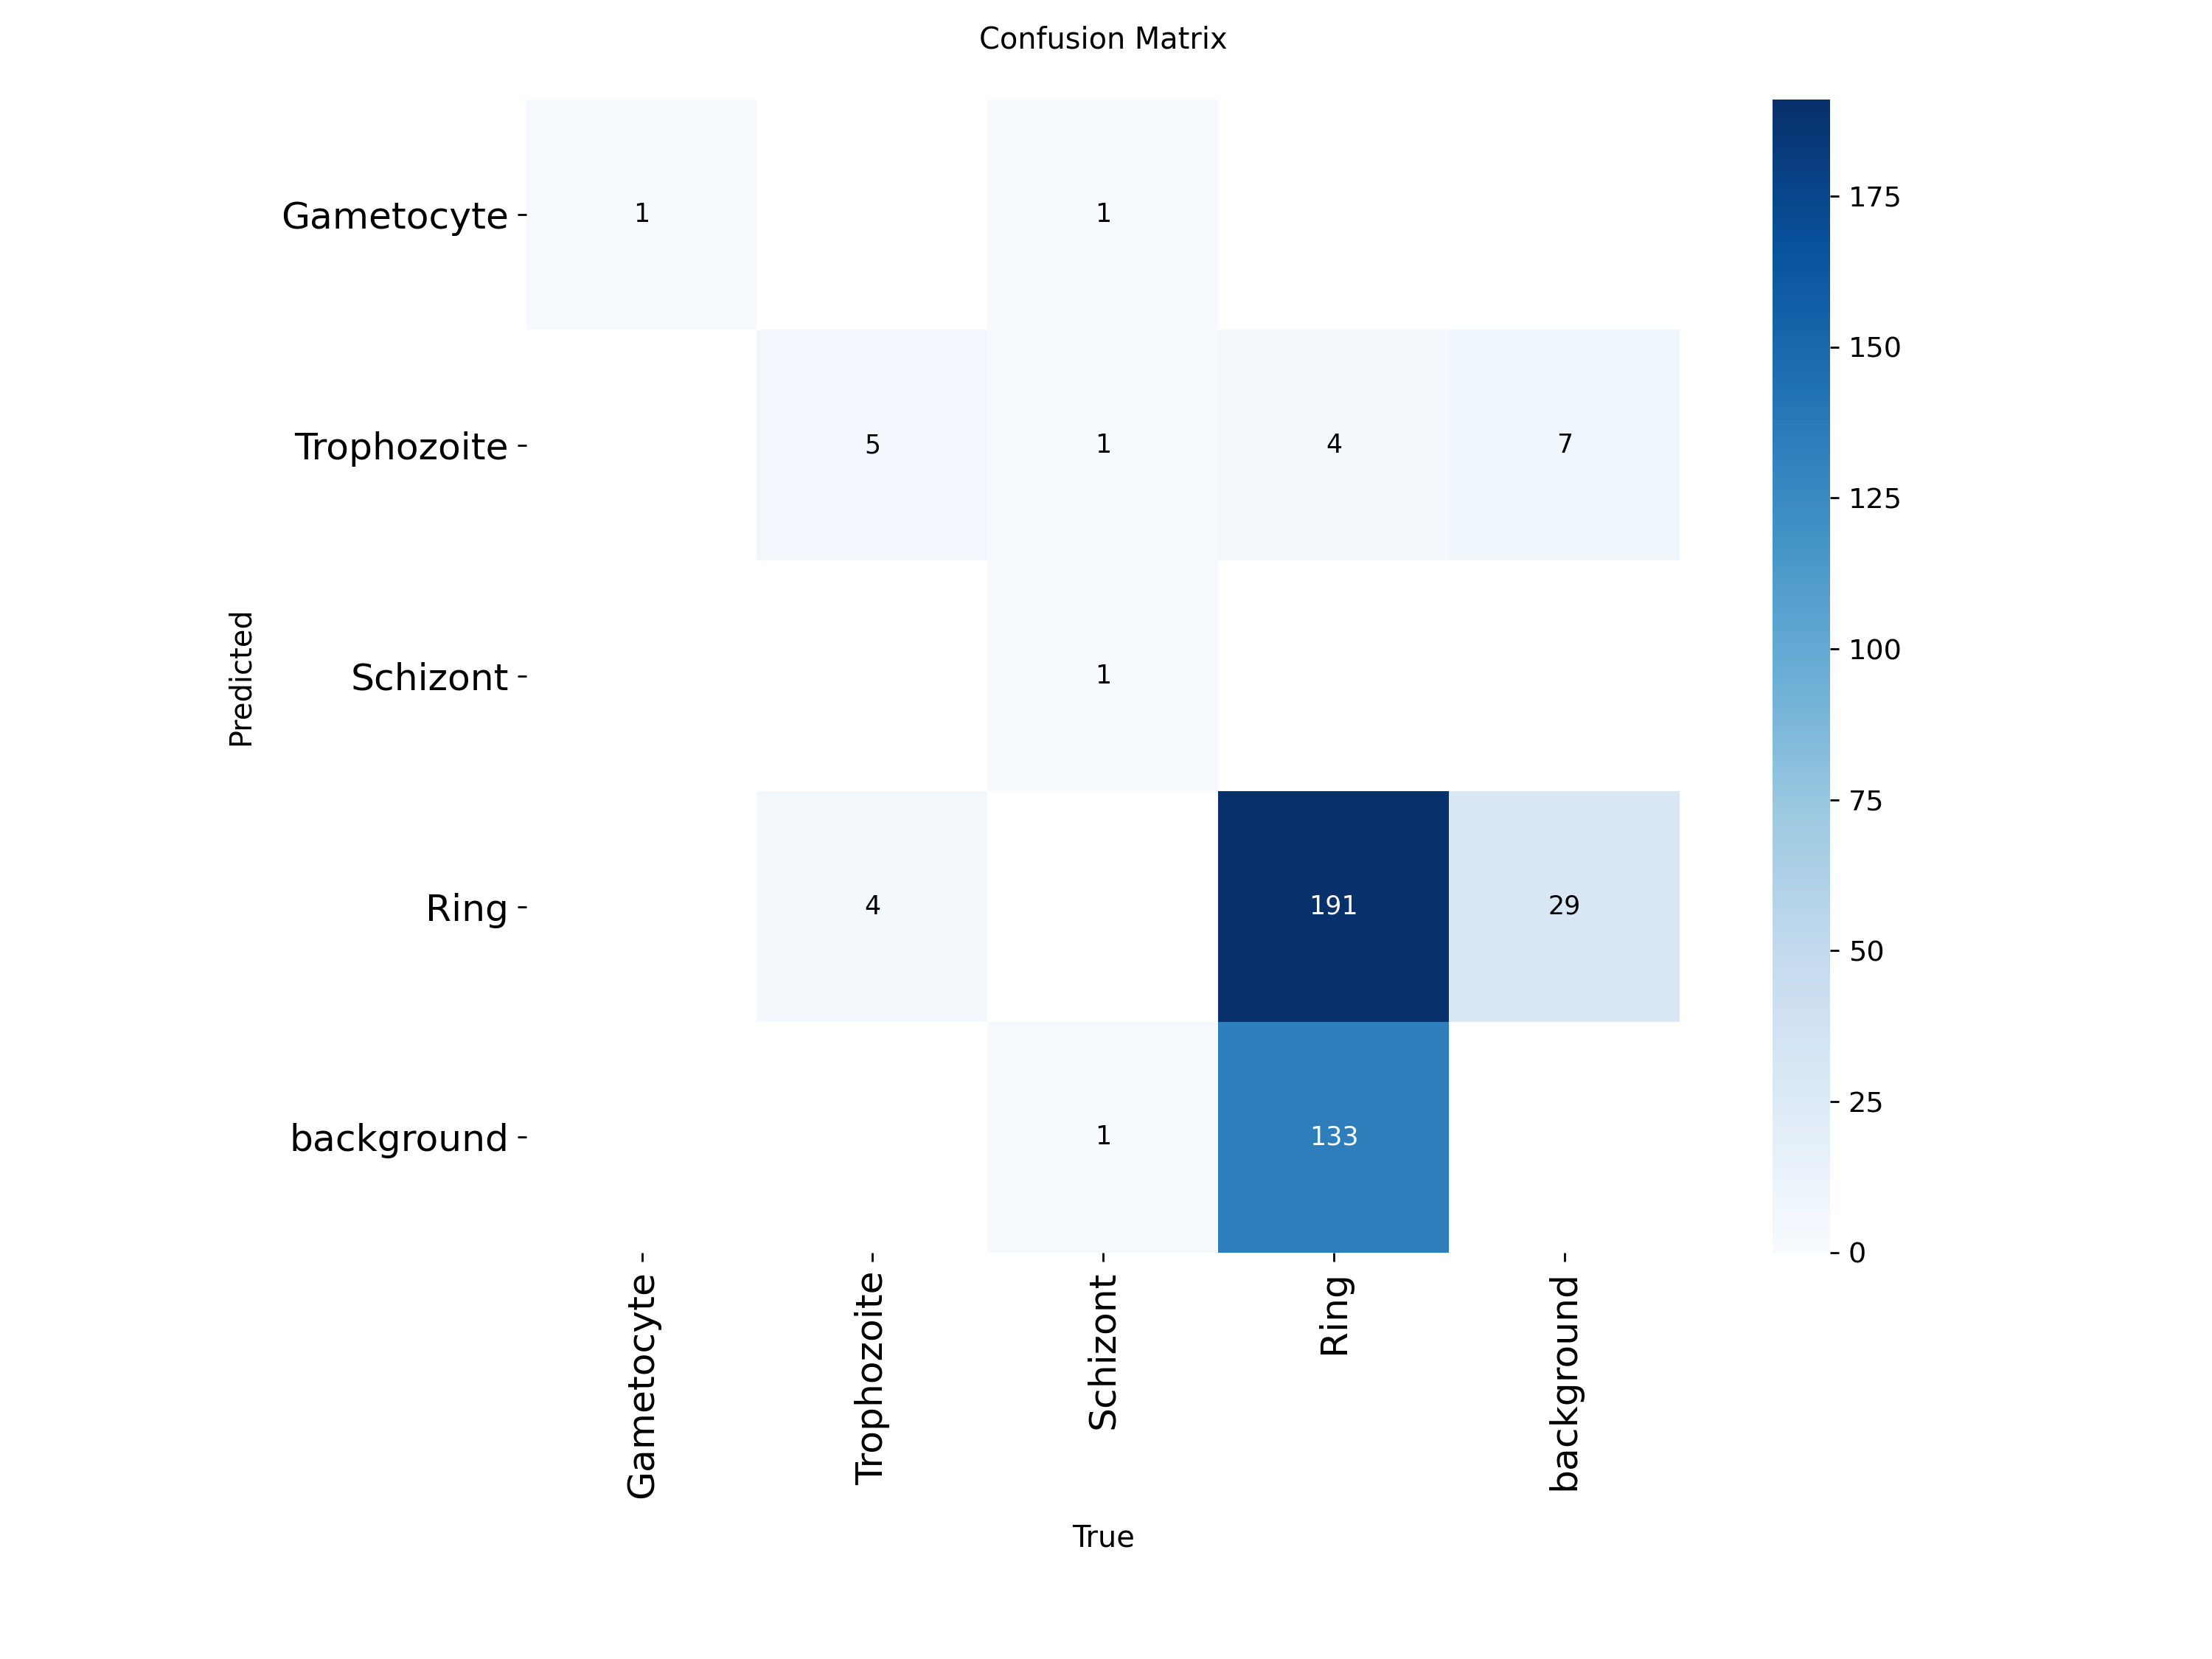 Confusion Matrix
Gametocyte
1 1
Trophozoite
5 1 4 7
Schizont
1
Ring
4 191 29
background
1 133
Predicted
Gametocyte
Trophozoite
Schizont
Ring
background
True
175
150
125
100
75
50
25
0